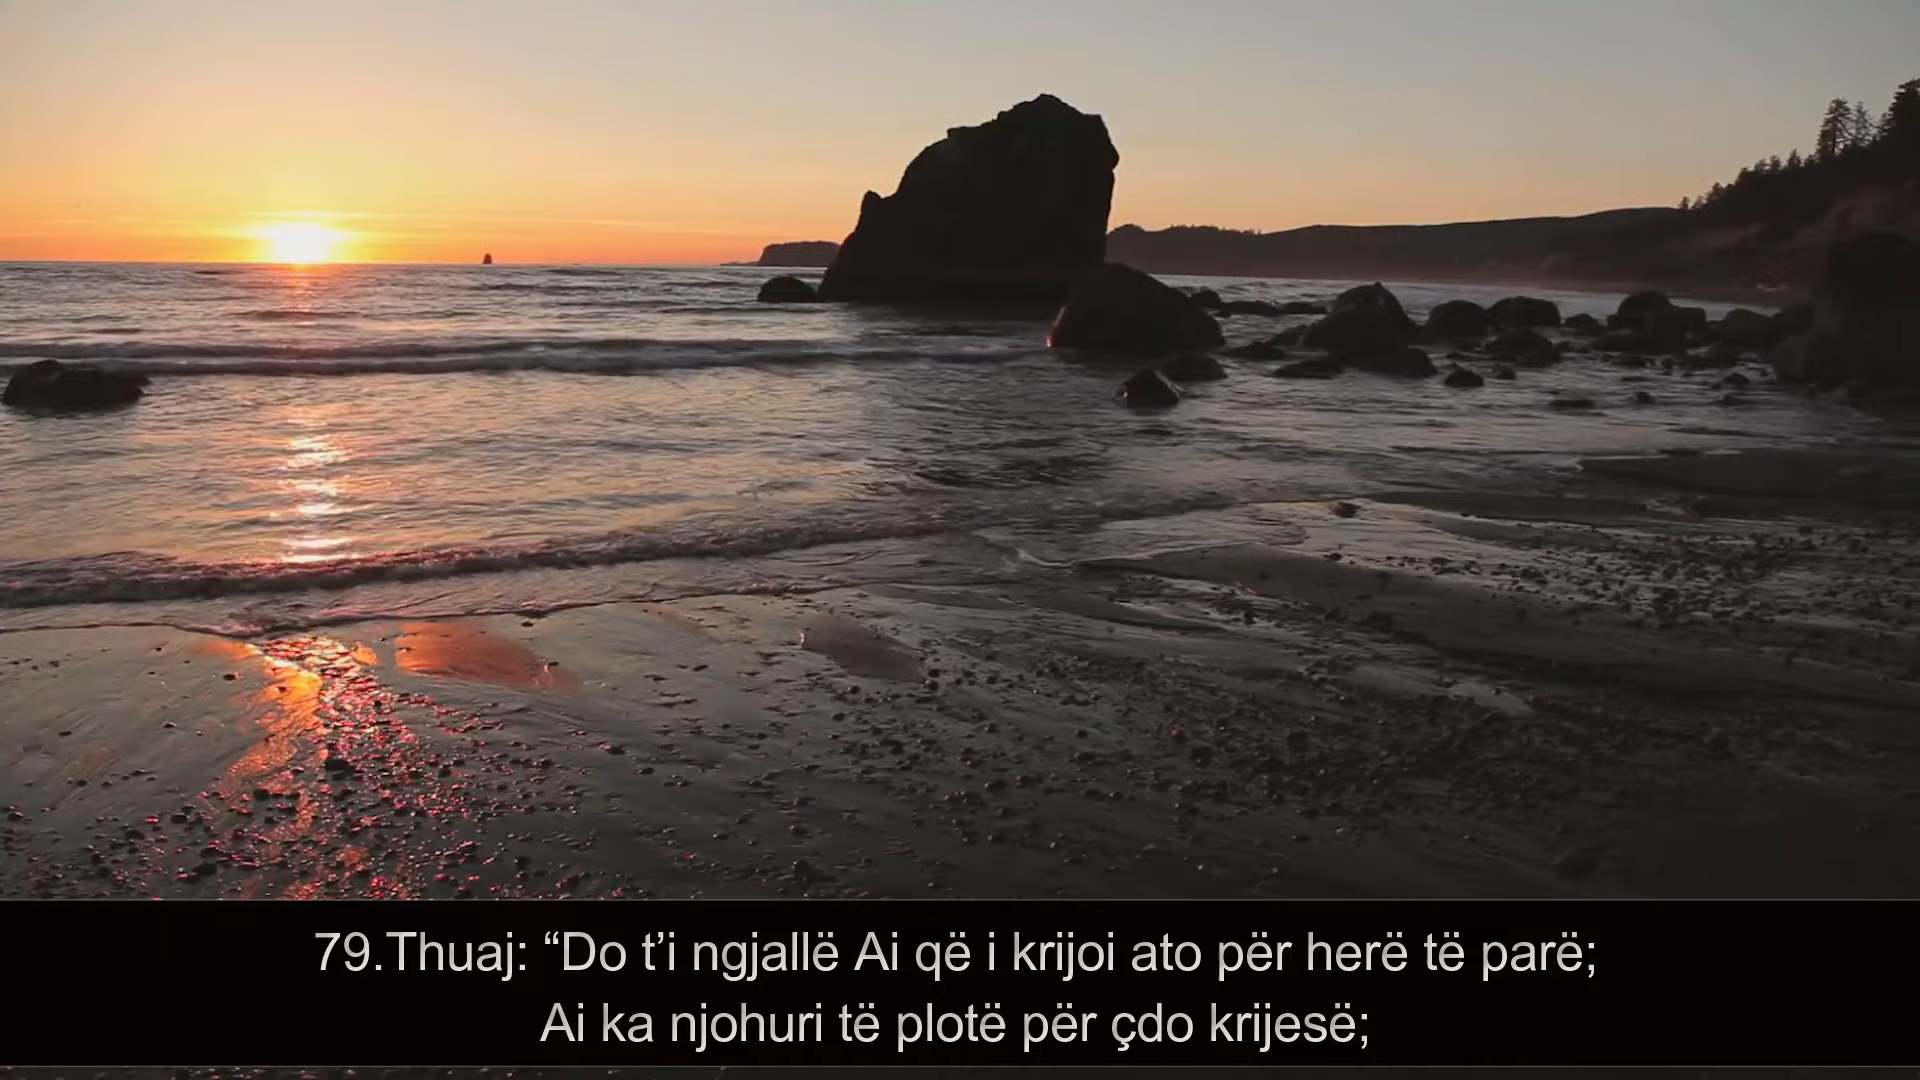 79.Thuaj: “Do t’i ngjallë Ai që i krijoi ato për herë të parë;
Ai ka njohuri të plotë për çdo krijesë;